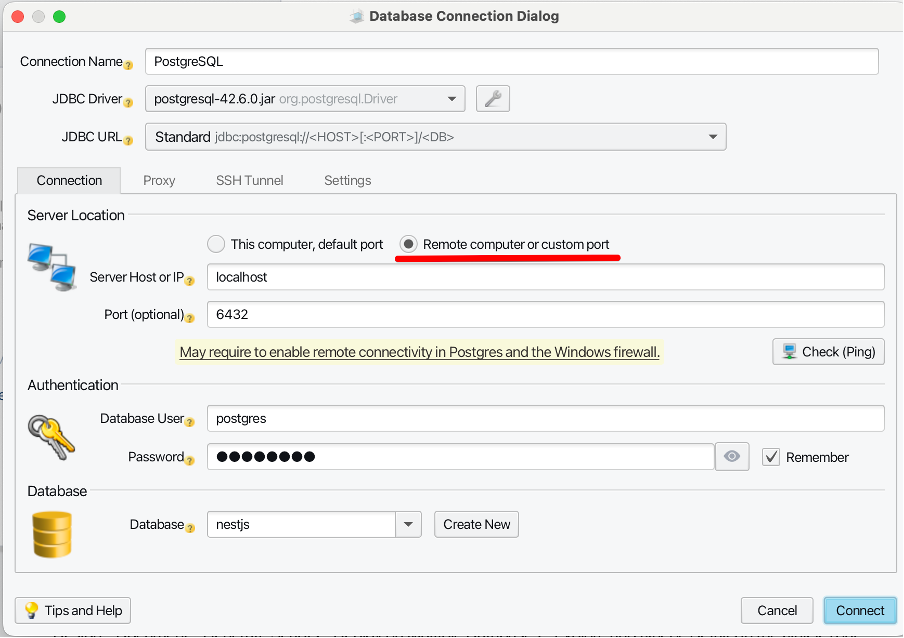 Database Connection Dialog
Connection Name
PostgreSQL
JDBC Driver
postgresql-42.6.0.jar org.postgresql.Driver
JDBC URL
Standard jdbc:postgresql://<HOST>[:<PORT>]/<DB>
Connection Proxy SSH Tunnel Settings
Server Location
This computer, default port Remote computer or custom port
Server Host or IP localhost
Port (optional) 6432
May require to enable remote connectivity in Postgres and the Windows firewall. Check (Ping)
Authentication
Database User postgres
Password ●●●●●●●● Remember
Database
Database nestjs Create New
Tips and Help Cancel Connect